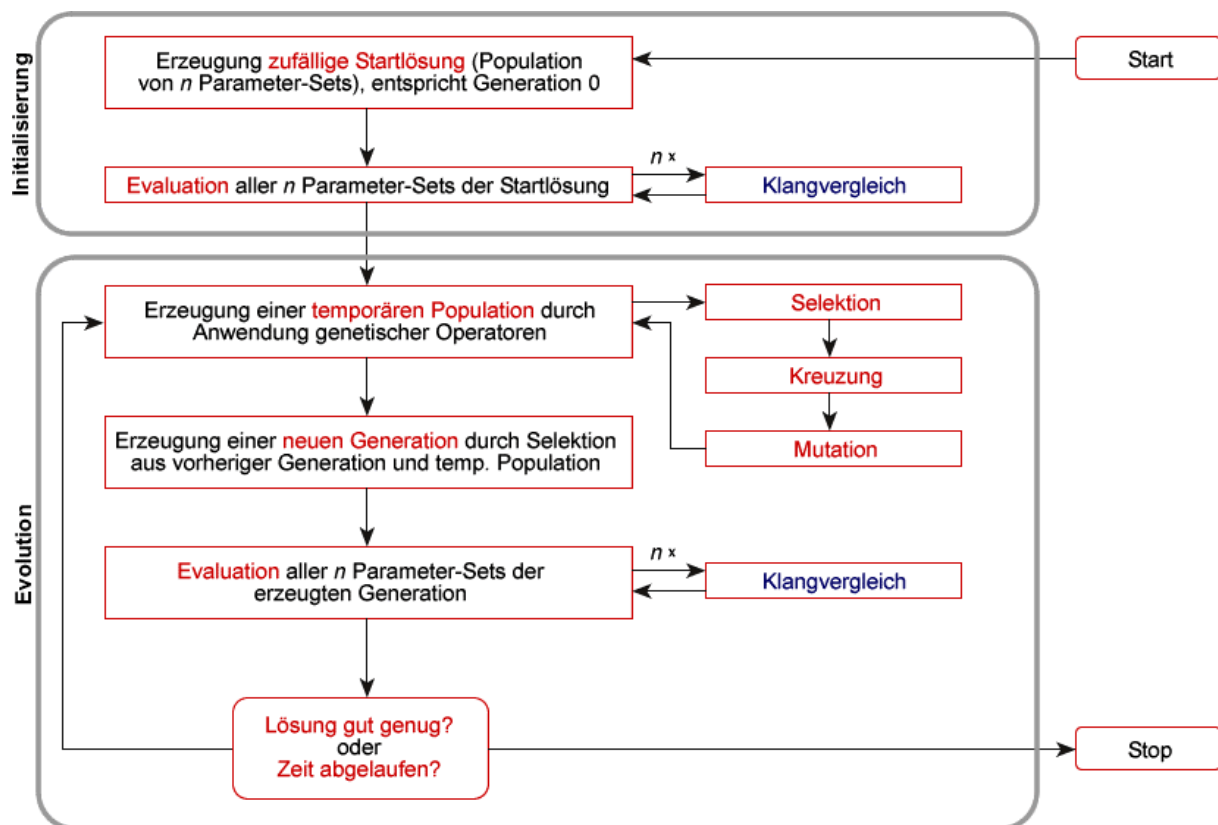 Initialisierung
Erzeugung zufällige Startlösung (Population
von n Parameter-Sets), entspricht Generation 0
Start
Evaluation aller n Parameter-Sets der Startlösung
n x
Klangvergleich
Evolution
Erzeugung einer temporären Population durch
Anwendung genetischer Operatoren
Selektion
Kreuzung
Mutation
Erzeugung einer neuen Generation durch Selektion
aus vorheriger Generation und temp. Population
Evaluation aller n Parameter-Sets der
erzeugten Generation
n x
Klangvergleich
Lösung gut genug?
oder
Zeit abgelaufen?
Stop